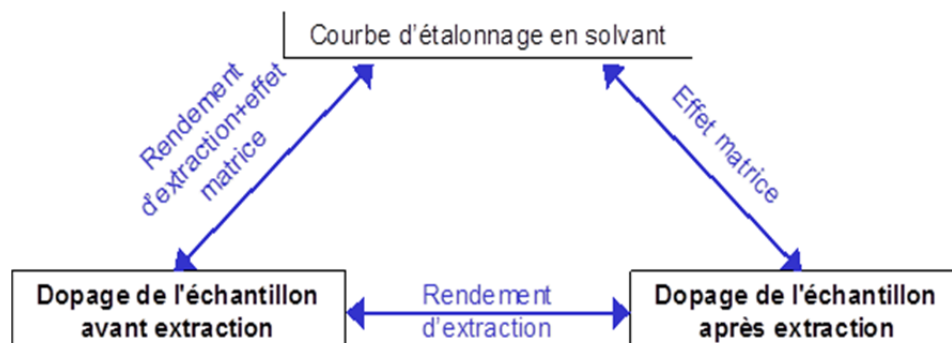 Courbe d'étalonnage en solvant
Rendement
d'extraction+effet
matrice
Effet matrice
Dopage de l'échantillon
avant extraction
Rendement
d'extraction
Dopage de l'échantillon
après extraction